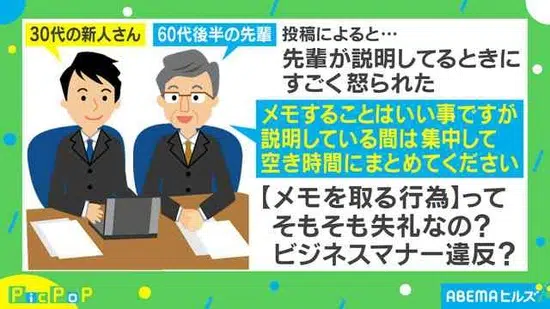 30代の新人さん
60代後半の先輩
投稿によると…
先輩が説明してるときに
すごく怒られた
メモすることはいい事ですが
説明している間は集中して
空き時間にまとめてください
【メモを取る行為】って
そもそも失礼なの?
ビジネスマナー違反?
PicPoP
ABEMAヒルズ